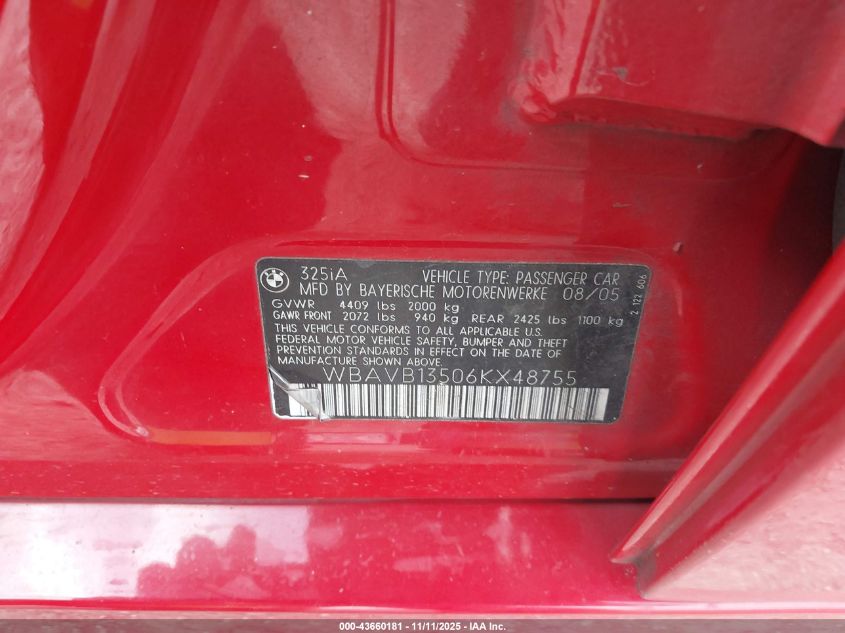 325iA VEHICLE TYPE: PASSENGER CAR
MFD BY BAYERISCHE MOTORENWERKE 08/05
GVWR 4409 lbs 2000 kg
GAWR FRONT 2072 lbs 940 kg REAR 2425 lbs 1100 kg
THIS VEHICLE CONFORMS TO ALL APPLICABLE U.S.
FEDERAL MOTOR VEHICLE SAFETY, BUMPER AND THEFT
PREVENTION STANDARDS IN EFFECT ON THE DATE OF
MANUFACTURE SHOWN ABOVE.
WBAVB13506KX48755
2 122 606
000-43660181 - 11/11/2025 - IAA Inc.